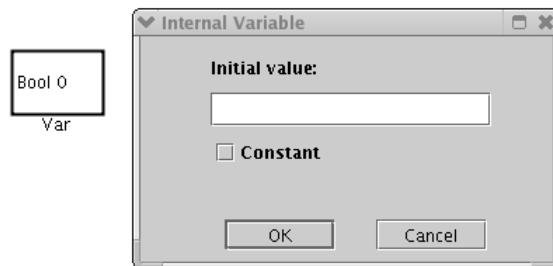 Bool 0
Var
Internal Variable
Initial value:
Constant
OK
Cancel